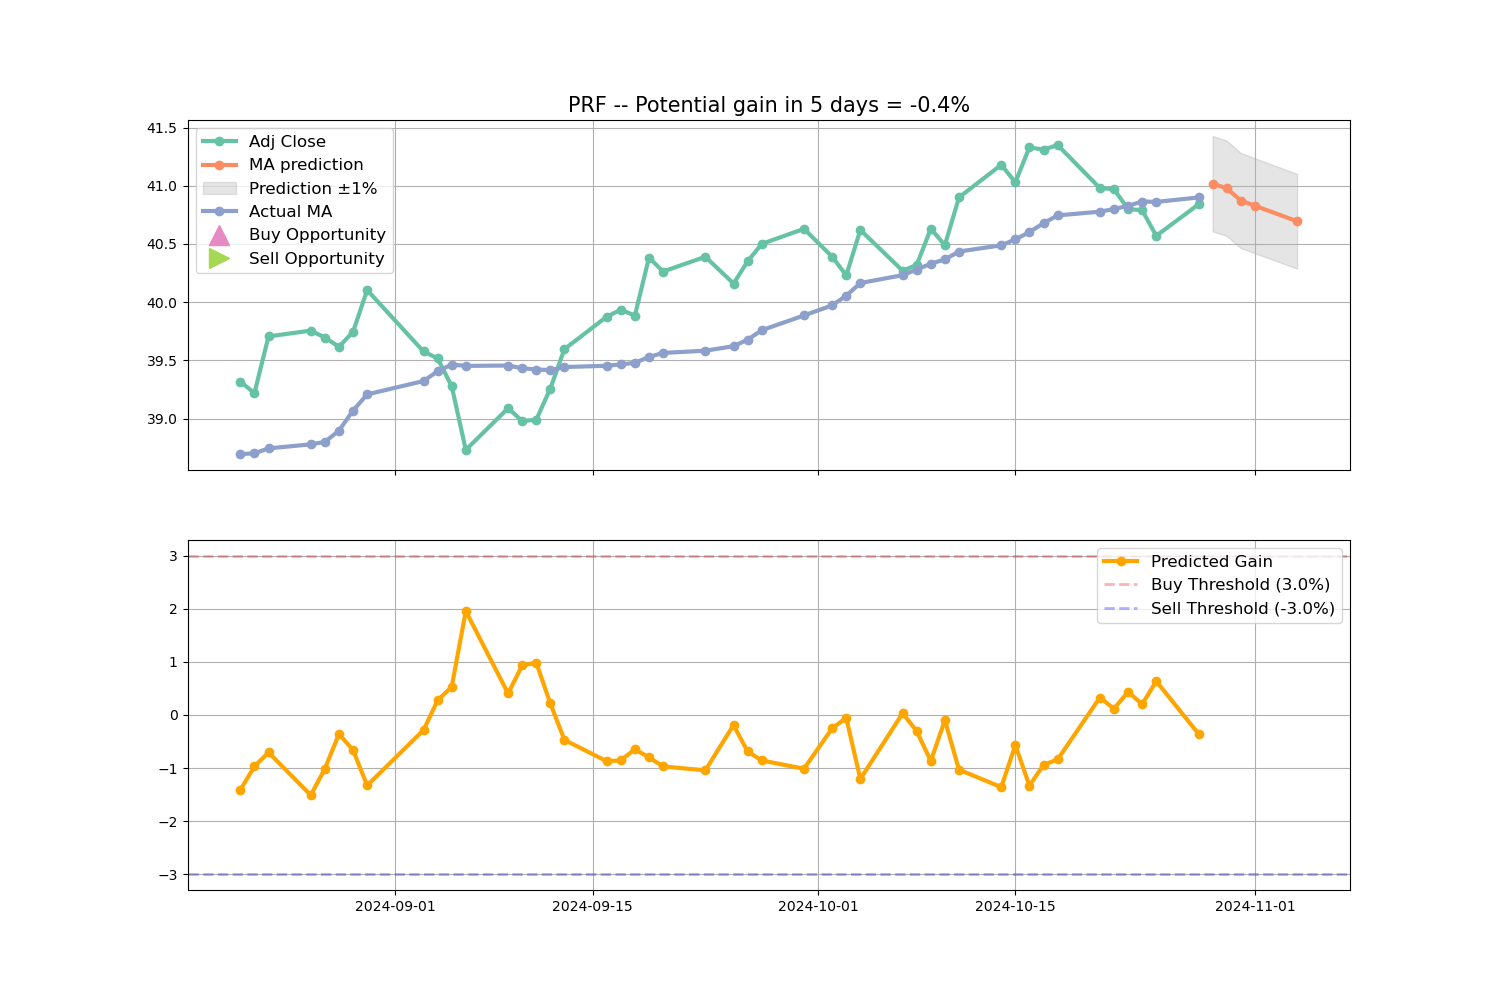 PRF -- Potential gain in 5 days = -0.4%
41.5
41.0
40.5
40.0
39.5
39.0
Adj Close
MA prediction
Prediction ±1%
Actual MA
Buy Opportunity
Sell Opportunity
3
2
1
0
−1
−2
−3
Predicted Gain
Buy Threshold (3.0%)
Sell Threshold (-3.0%)
2024-09-01
2024-09-15
2024-10-01
2024-10-15
2024-11-01